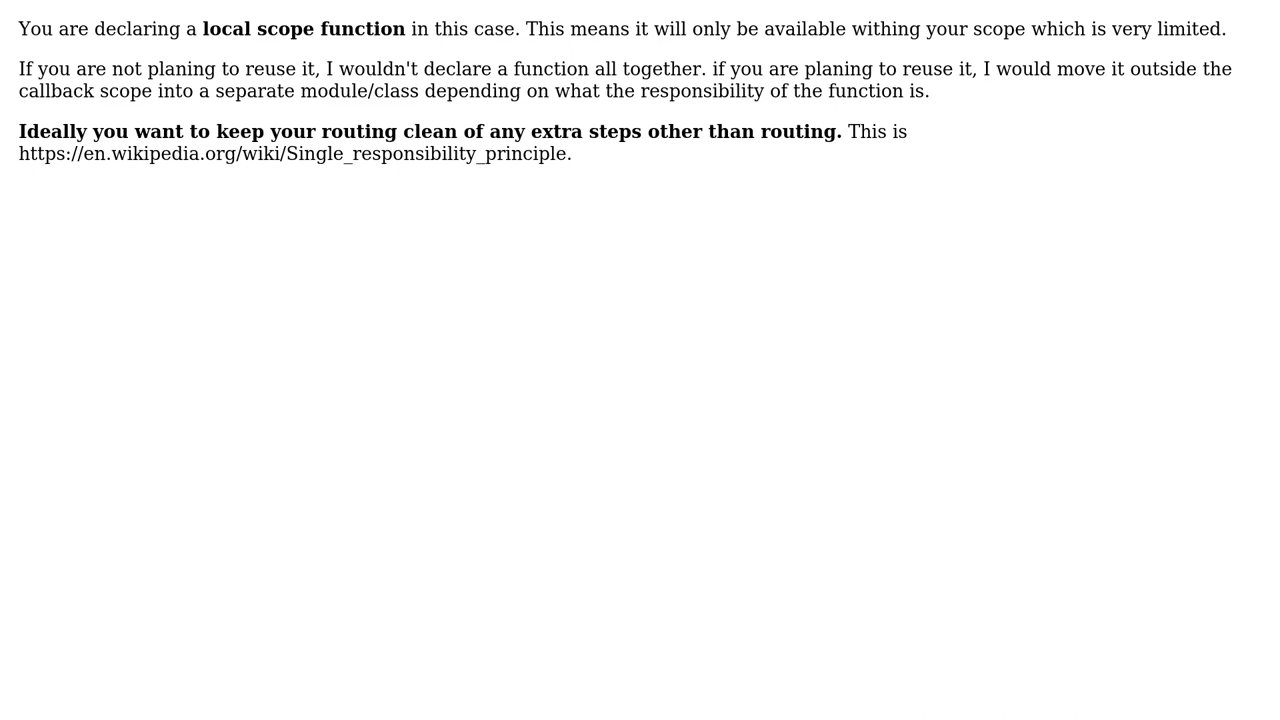 You are declaring a local scope function in this case. This means it will only be available withing your scope which is very limited.
If you are not planing to reuse it, I wouldn't declare a function all together. if you are planing to reuse it, I would move it outside the
callback scope into a separate module/class depending on what the responsibility of the function is.
Ideally you want to keep your routing clean of any extra steps other than routing. This is
https://en.wikipedia.org/wiki/Single_responsibility_principle.